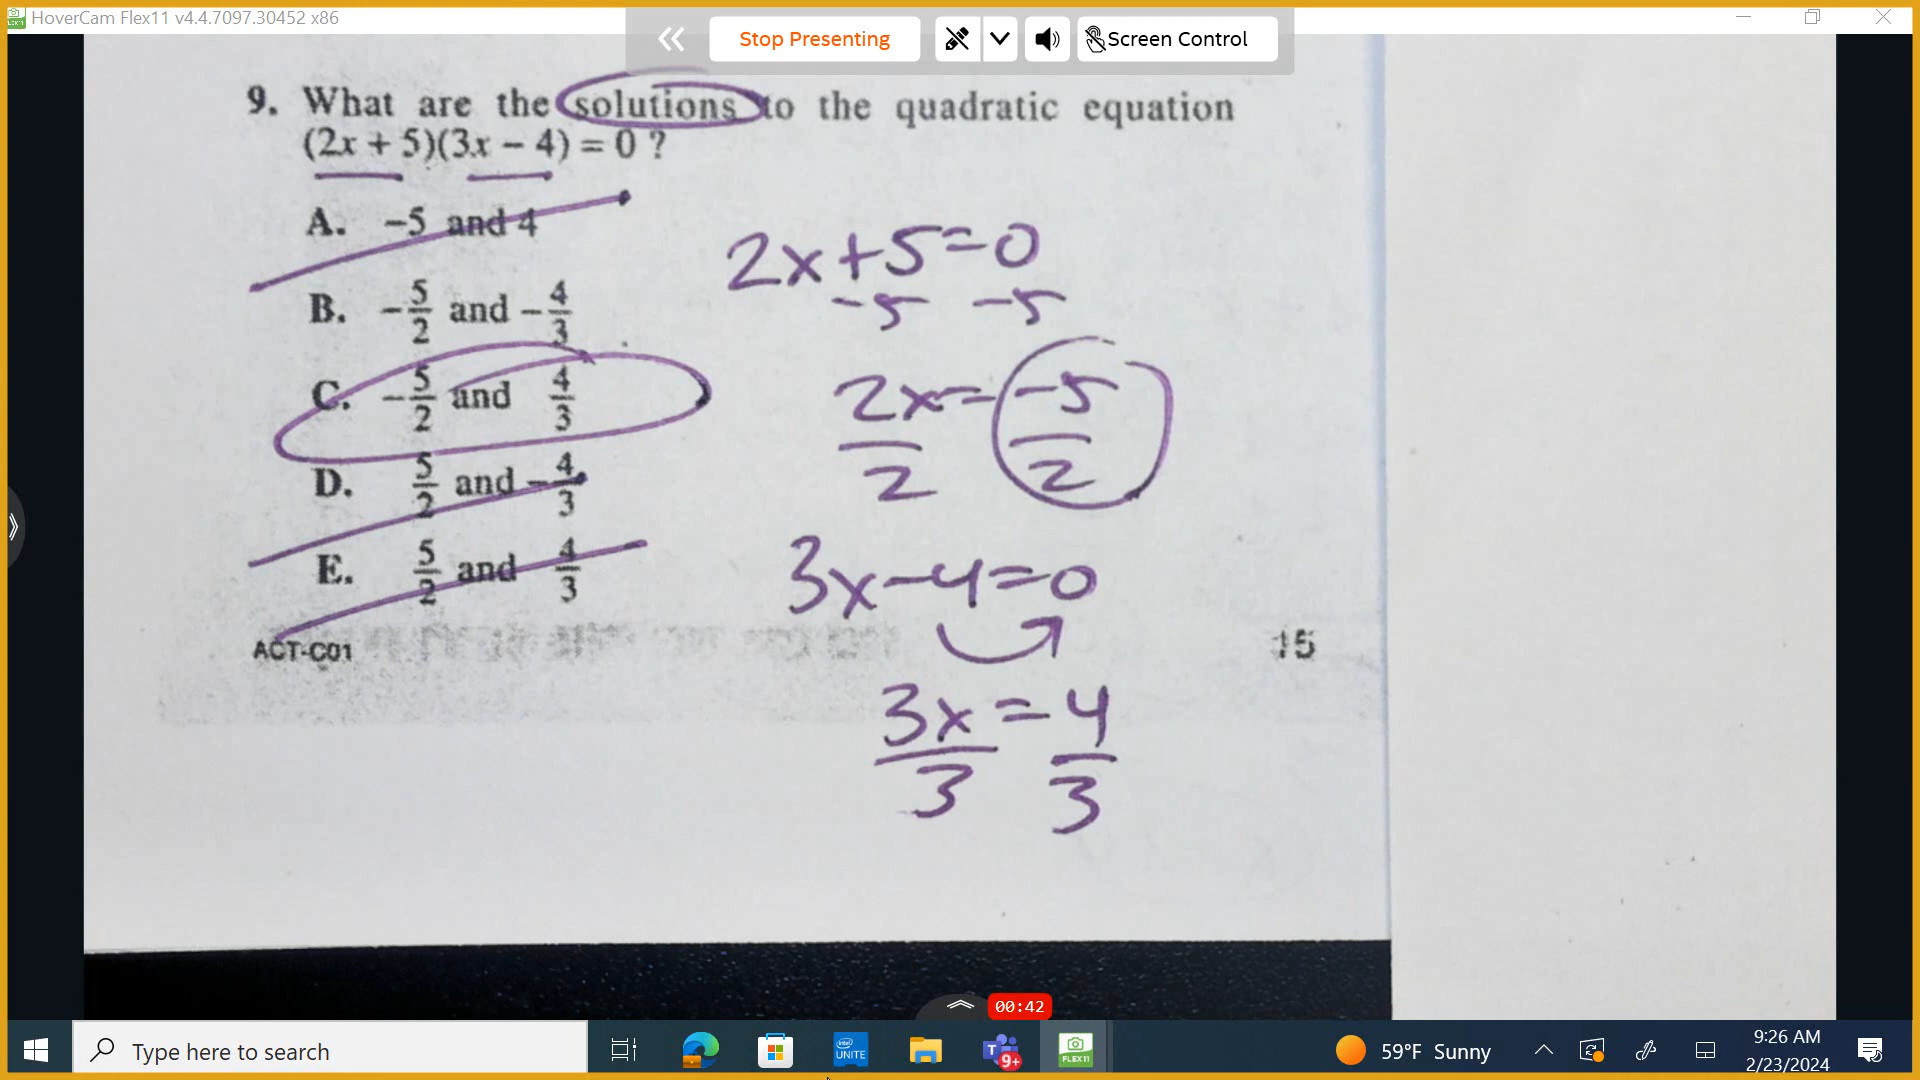 HoverCam Flex11 v4.4.7097.30452 x86
Stop Presenting
Screen Control
9. What are the solutions to the quadratic equation
(2x + 5)(3x − 4) = 0 ?
A. −5 and 4
B. −5/2 and −4/3
C. −5/2 and 4/3
D. 5/2 and −4/3
E. 5/2 and 4/3
ACT-C01
15
2x+5=0
-5 -5
2x=-5
2 2
3x-4=0
3x=4
3 3
00:42
Type here to search
intel UNITE
9+
FLEX11
59°F Sunny
9:26 AM
2/23/2024